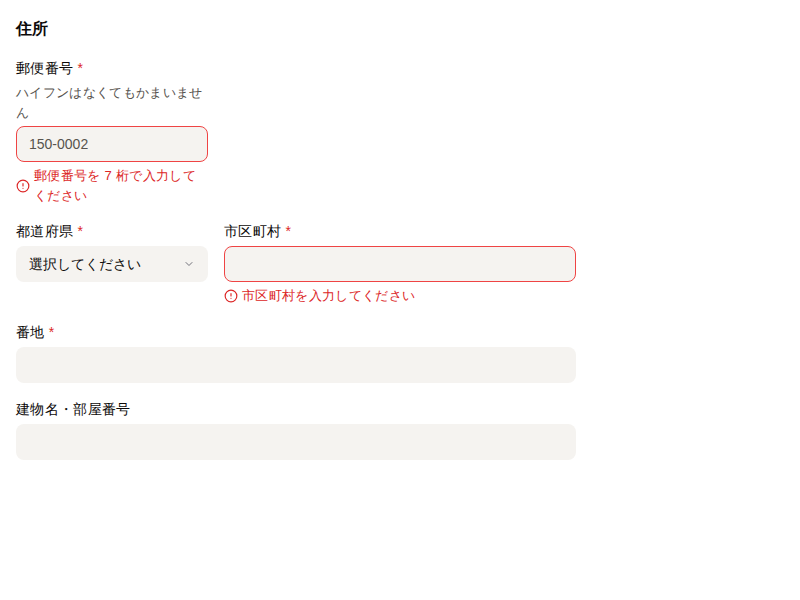 住所
郵便番号 *
ハイフンはなくてもかまいませ
ん
150-0002
郵便番号を 7 桁で入力して
ください
都道府県 *
市区町村 *
選択してください
市区町村を入力してください
番地 *
建物名・部屋番号